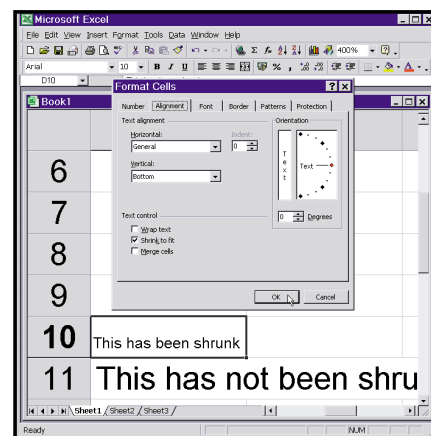 Microsoft Excel
File Edit View Insert Format Tools Data Window Help
400%
Arial 10 B I U % ,
D10
Format Cells
Book1
Number Alignment Font Border Patterns Protection
Text alignment
Orientation
Horizontal: Indent:
General 0
Vertical:
Bottom
Text
Text
Text control
0 Degrees
Wrap text
Shrink to fit
Merge cells
OK Cancel
6
7
8
9
10 This has been shrunk
11 This has not been shru
Sheet1 Sheet2 Sheet3
Ready NUM